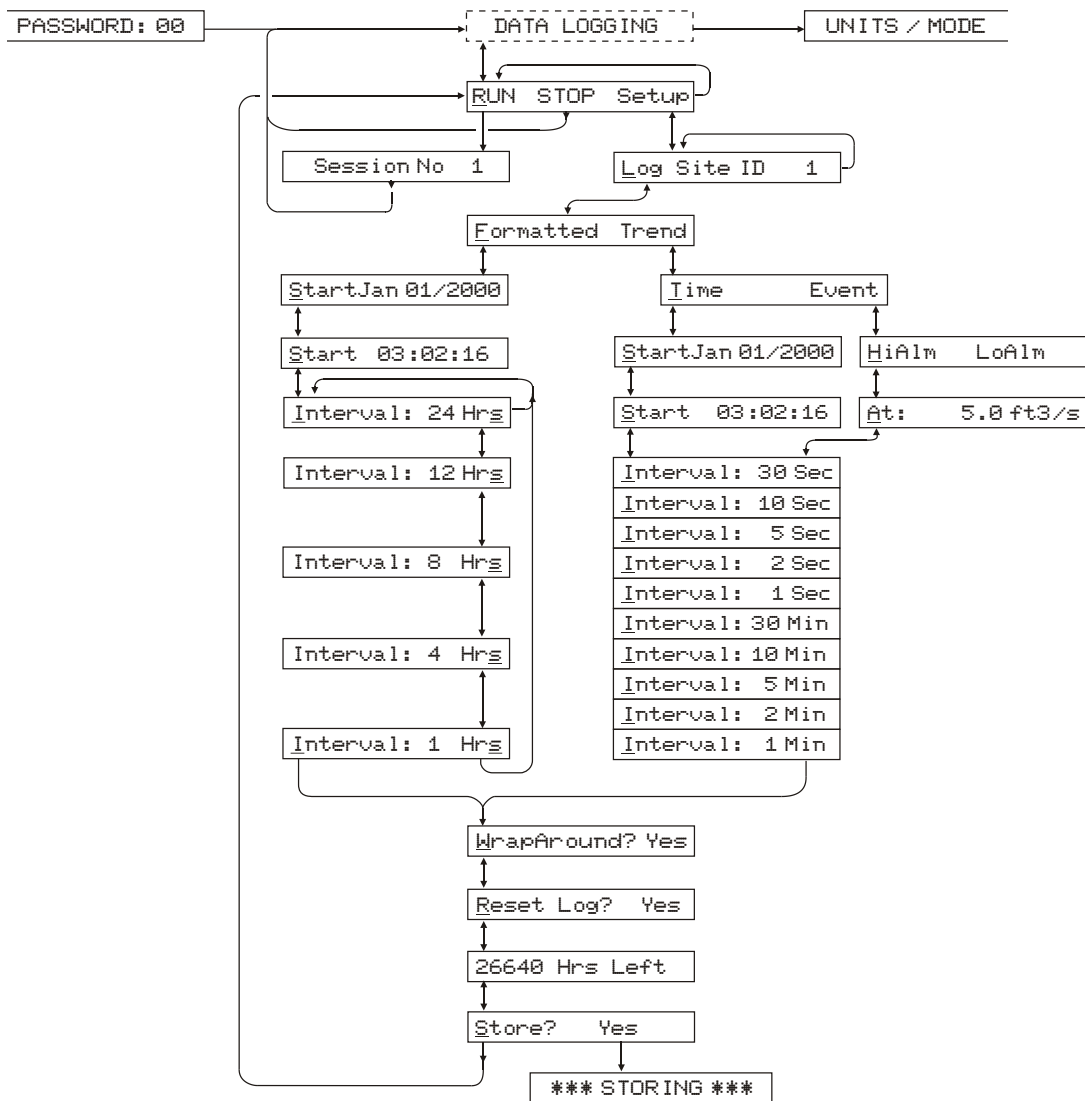 PASSWORD: 00
DATA LOGGING
UNITS / MODE
RUN STOP Setup
Session No 1
Log Site ID 1
Formatted Trend
StartJan 01/2000
Time Event
Start 03:02:16
StartJan 01/2000
HiAlm LoAlm
Interval: 24 Hrs
Start 03:02:16
At: 5.0 ft3/s
Interval: 12 Hrs
Interval: 8 Hrs
Interval: 4 Hrs
Interval: 1 Hrs
Interval: 30 Sec
Interval: 10 Sec
Interval: 5 Sec
Interval: 2 Sec
Interval: 1 Sec
Interval: 30 Min
Interval: 10 Min
Interval: 5 Min
Interval: 2 Min
Interval: 1 Min
WrapAround? Yes
Reset Log? Yes
26640 Hrs Left
Store? Yes
*** STORING ***